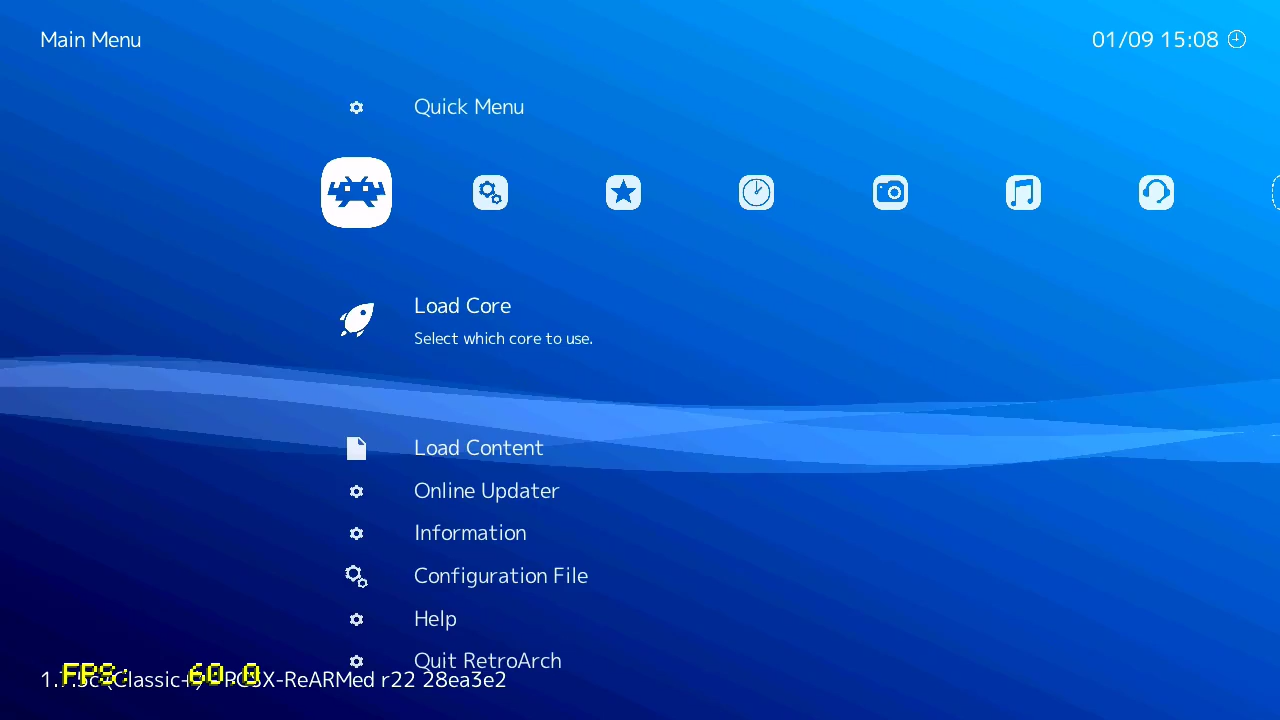 Main Menu
01/09 15:08
Quick Menu
Load Core
Select which core to use.
Load Content
Online Updater
Information
Configuration File
Help
Quit RetroArch
FPS: 60.0
(Classic PCSX-ReARMed r22 28ea3e2